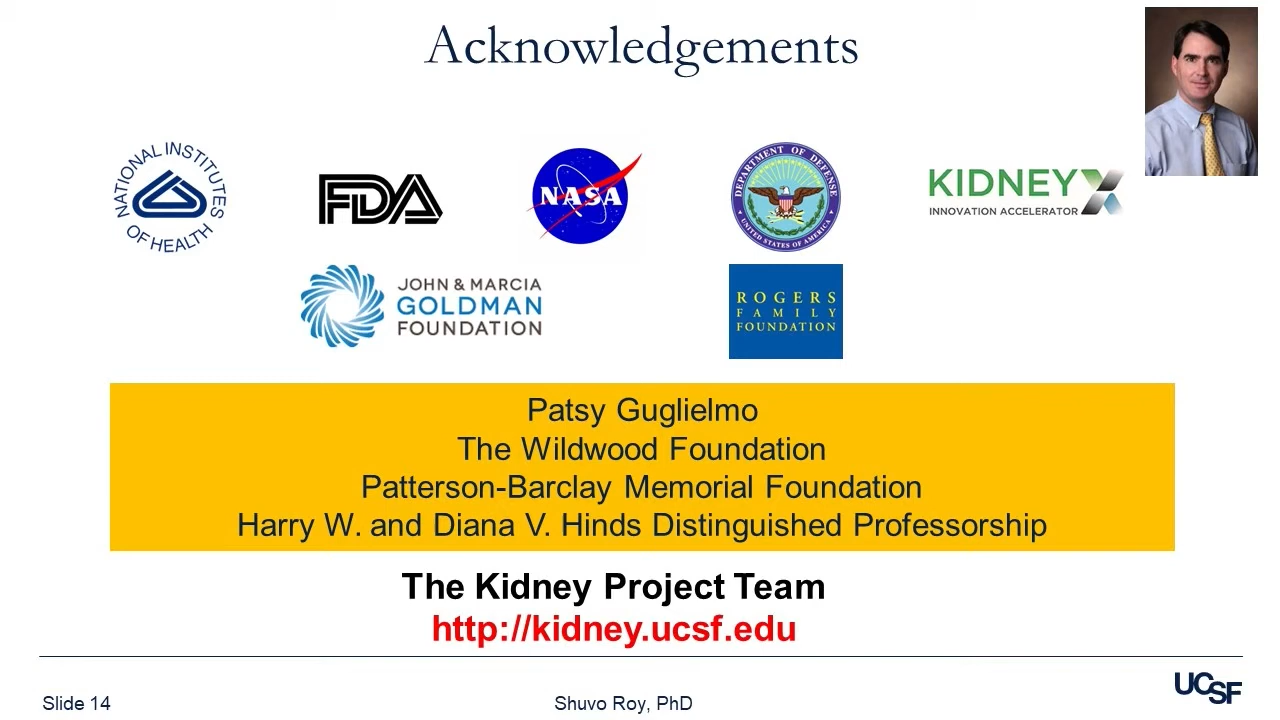 Acknowledgements
NATIONAL INSTITUTES
OF HEALTH
FDA
NASA
DEPARTMENT OF DEFENSE
UNITED STATES OF AMERICA
KIDNEYX
INNOVATION ACCELERATOR
JOHN & MARCIA
GOLDMAN
FOUNDATION
ROGERS
FAMILY
FOUNDATION
Patsy Guglielmo
The Wildwood Foundation
Patterson-Barclay Memorial Foundation
Harry W. and Diana V. Hinds Distinguished Professorship
The Kidney Project Team
http://kidney.ucsf.edu
Slide 14
Shuvo Roy, PhD
UCSF